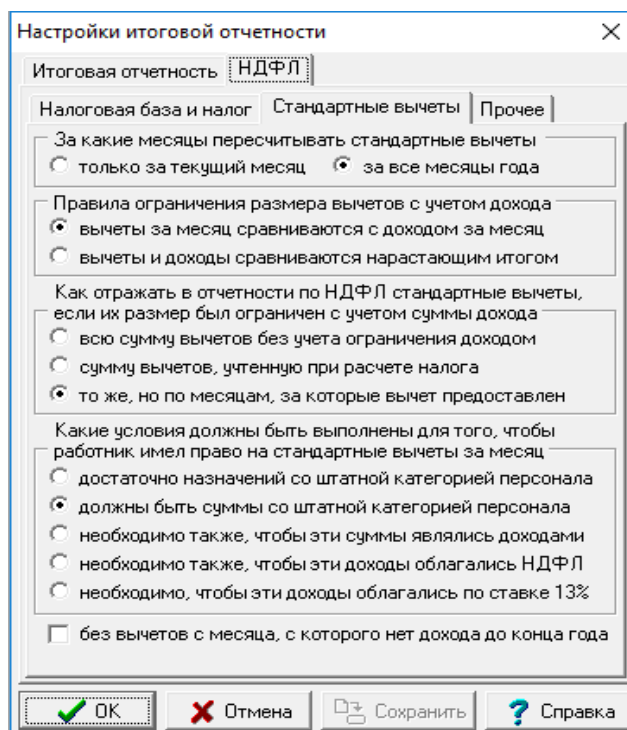 Настройки итоговой отчетности
Итоговая отчетность НДФЛ
Налоговая база и налог Стандартные вычеты Прочее
За какие месяцы пересчитывать стандартные вычеты
только за текущий месяц за все месяцы года
Правила ограничения размера вычетов с учетом дохода
вычеты за месяц сравниваются с доходом за месяц
вычеты и доходы сравниваются нарастающим итогом
Как отражать в отчетности по НДФЛ стандартные вычеты,
если их размер был ограничен с учетом суммы дохода
всю сумму вычетов без учета ограничения доходом
сумму вычетов, учтенную при расчете налога
то же, но по месяцам, за которые вычет предоставлен
Какие условия должны быть выполнены для того, чтобы
работник имел право на стандартные вычеты за месяц
достаточно назначений со штатной категорией персонала
должны быть суммы со штатной категорией персонала
необходимо также, чтобы эти суммы являлись доходами
необходимо также, чтобы эти доходы облагались НДФЛ
необходимо, чтобы эти доходы облагались по ставке 13%
без вычетов с месяца, с которого нет дохода до конца года
OK Отмена Сохранить Справка